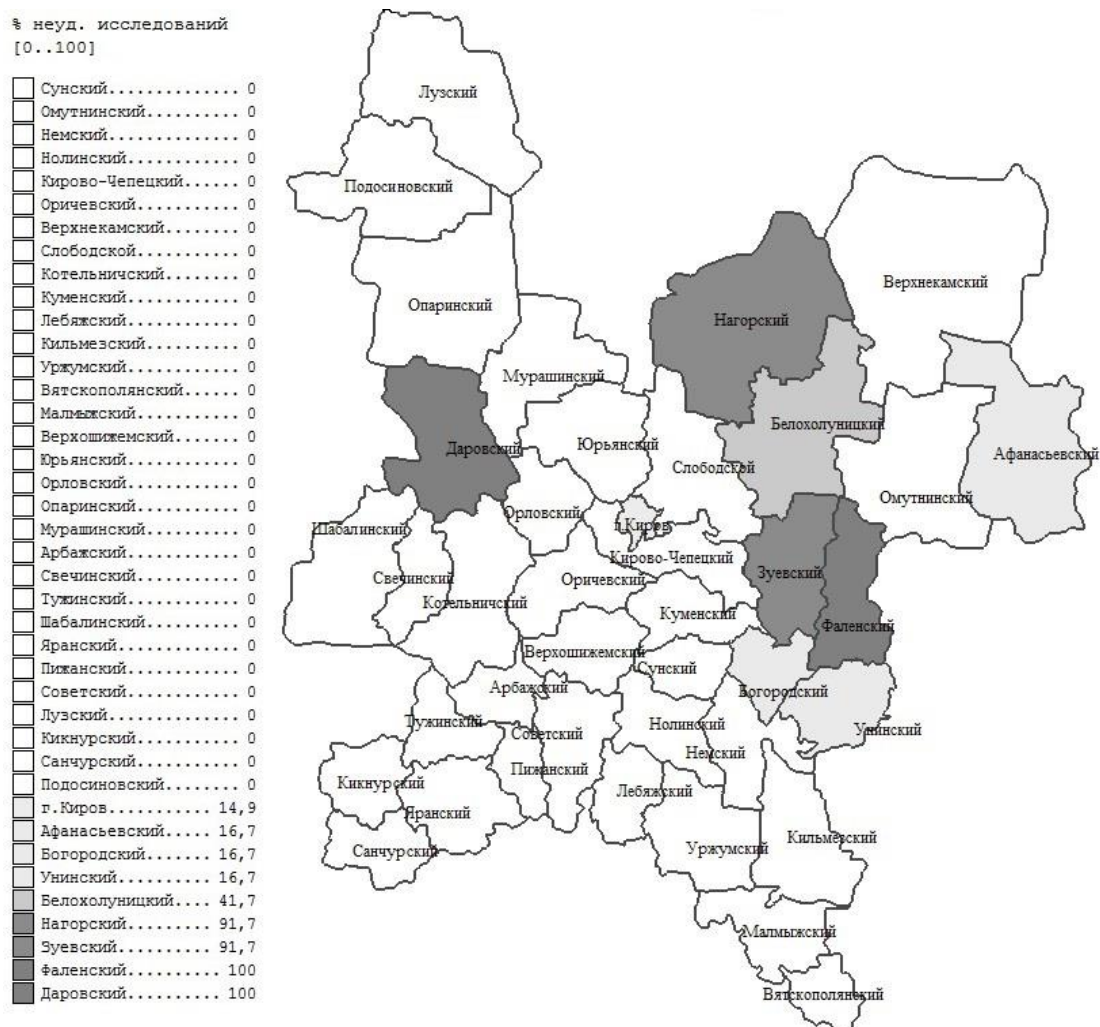 % неуд. исследований
[0..100]
Сунский.............. 0
Омутнинский.......... 0
Немский.............. 0
Нолинский............ 0
Кирово-Чепецкий...... 0
Оричевский........... 0
Верхнекамский........ 0
Слободской........... 0
Котельничский........ 0
Куменский............ 0
Лебяжский............ 0
Кильмезский.......... 0
Уржумский............ 0
Вятскополянский...... 0
Малмыжский........... 0
Верхошижемский....... 0
Юрьянский............ 0
Орловский............ 0
Опаринский........... 0
Мурашинский.......... 0
Арбажский............ 0
Свечинский........... 0
Тужинский............ 0
Шабалинский.......... 0
Яранский............. 0
Пижанский............ 0
Советский............ 0
Лузский.............. 0
Кикнурский........... 0
Санчурский........... 0
Подосиновский........ 0
г.Киров........... 14,9
Афанасьевский..... 16,7
Богородский....... 16,7
Унинский.......... 16,7
Белохолуницкий.... 41,7
Нагорский......... 91,7
Зуевский.......... 91,7
Фаленский.......... 100
Даровский.......... 100
Лузский
Подосиновский
Верхнекамский
Опаринский
Нагорский
Мурашинский
Белохолуницкий
Юрьянский
Даровский
Афанасьевский
Слободской
Омутнинский
Орловский
Шабалинский
г.Киров
Кирово-Чепецкий
Зуевский
Свечинский
Оричевский
Котельничский
Куменский
Фаленский
Верхошижемский
Сунский
Арбажский
Богородский
Тужинский
Нолинский
Унинский
Советский
Немский
Пижанский
Кикнурский
Лебяжский
Яранский
Кильмезский
Уржумский
Санчурский
Малмыжский
Вятскополянский